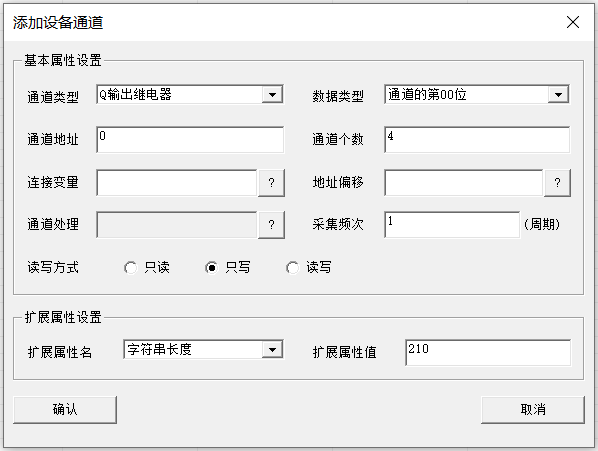 添加设备通道
基本属性设置
通道类型 Q输出继电器 数据类型 通道的第00位
通道地址 0 通道个数 4
连接变量 ? 地址偏移 ?
通道处理 ? 采集频次 1 (周期)
读写方式 只读 只写 读写
扩展属性设置
扩展属性名 字符串长度 扩展属性值 210
确认 取消